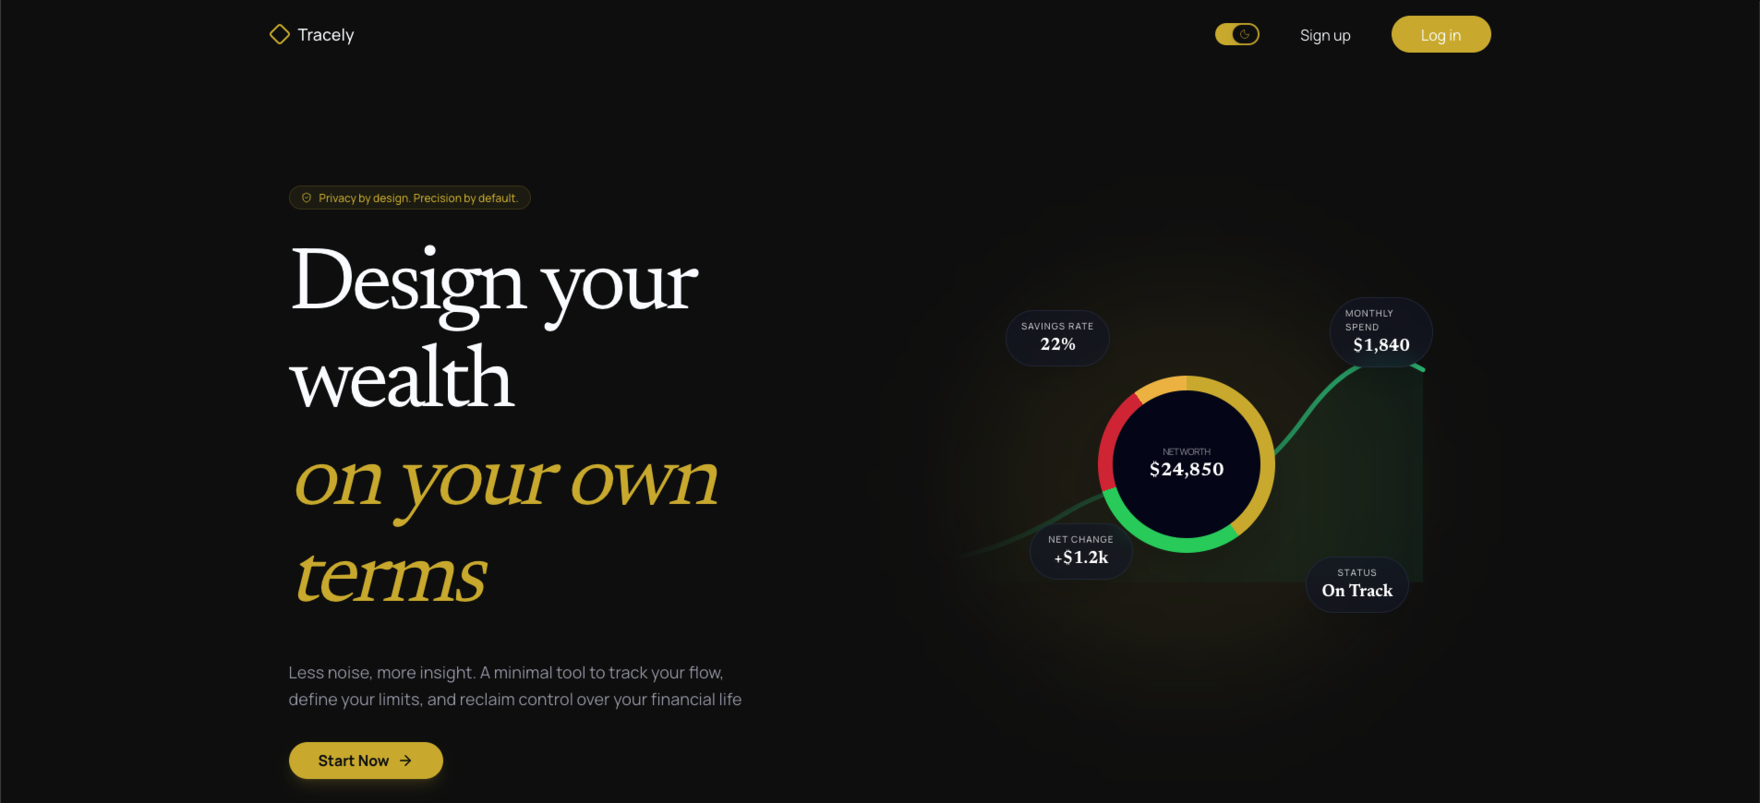 Tracely
Sign up
Log in
Privacy by design. Precision by default.
Design your
wealth
on your own
terms
Less noise, more insight. A minimal tool to track your flow,
define your limits, and reclaim control over your financial life
Start Now
SAVINGS RATE
22%
MONTHLY
SPEND
$1,840
NET WORTH
$24,850
NET CHANGE
+$1.2k
STATUS
On Track